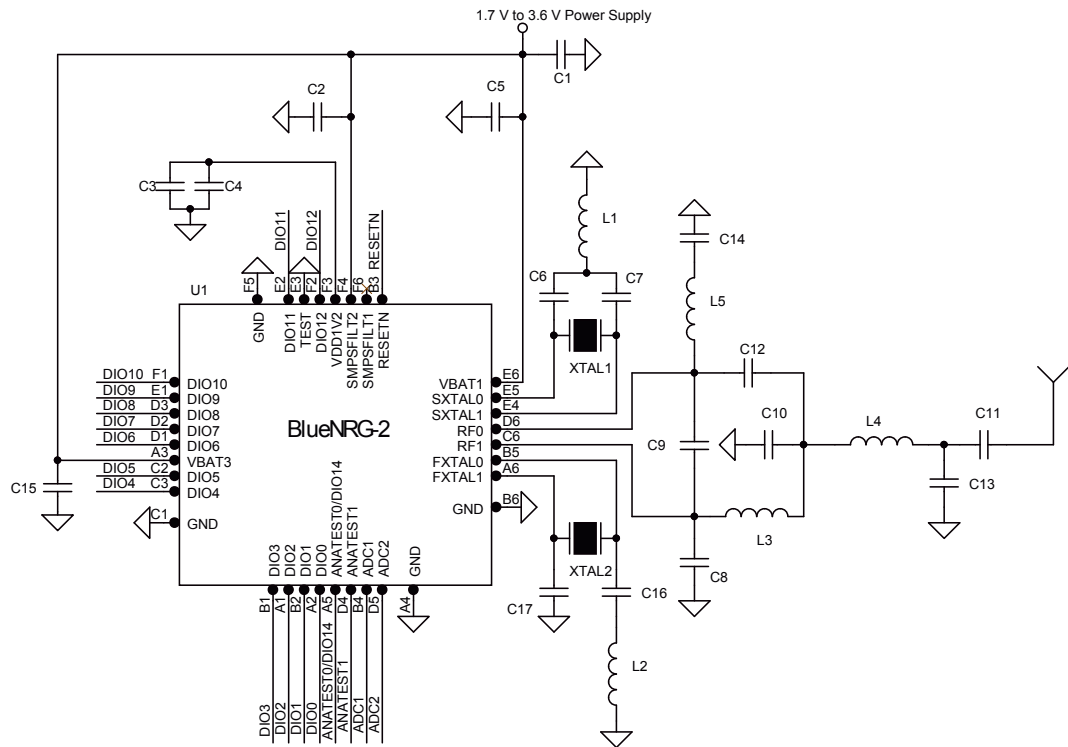 1.7 V to 3.6 V Power Supply
C1
C2
C5
C3
C4
L1
C14
DIO11
DIO12
RESETN
C6
C7
L5
U1
F5
E2
E3
F2
F3
F4
F6
B3
GND
DIO11
TEST
DIO12
VDD1V2
SMPSFILT2
SMPSFILT1
RESETN
XTAL1
C12
DIO10 F1 DIO10
DIO9 E1 DIO9
DIO8 D3 DIO8
DIO7 D2 DIO7
DIO6 D1 DIO6
A3 VBAT3
DIO5 C2 DIO5
DIO4 C3 DIO4
C1 GND
C15
BlueNRG-2
VBAT1 E6
SXTAL0 E5
SXTAL1 E4
RF0 D6
RF1 C6
FXTAL0 B5
FXTAL1 A6
GND B6
C9
C10
L4
C11
C13
L3
C8
XTAL2
C17
C16
L2
DIO3
DIO2
DIO1
DIO0
ANATEST0/DIO14
ANATEST1
ADC1
ADC2
GND
B1
A1
B2
A2
A5
D4
B4
D5
A4
DIO3
DIO2
DIO1
DIO0
ANATEST0/DIO14
ANATEST1
ADC1
ADC2